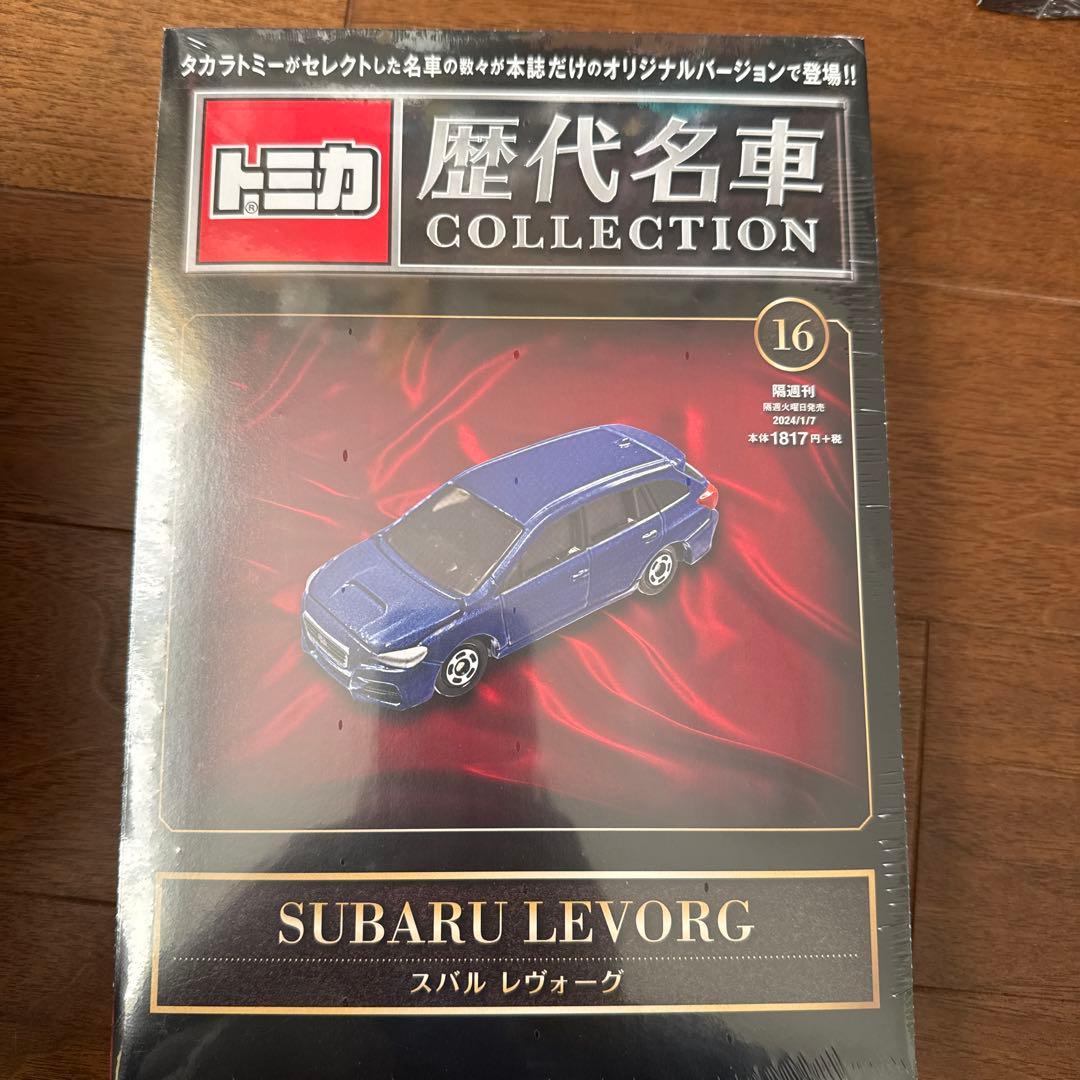 タカラトミーがセレクトした名車の数々が本誌だけのオリジナルバージョンで登場!!
トミカ®
歴代名車
COLLECTION
16
隔週刊
隔週火曜日発売
2024/1/7
本体1817円+税
SUBARU LEVORG
スバル レヴォーグ